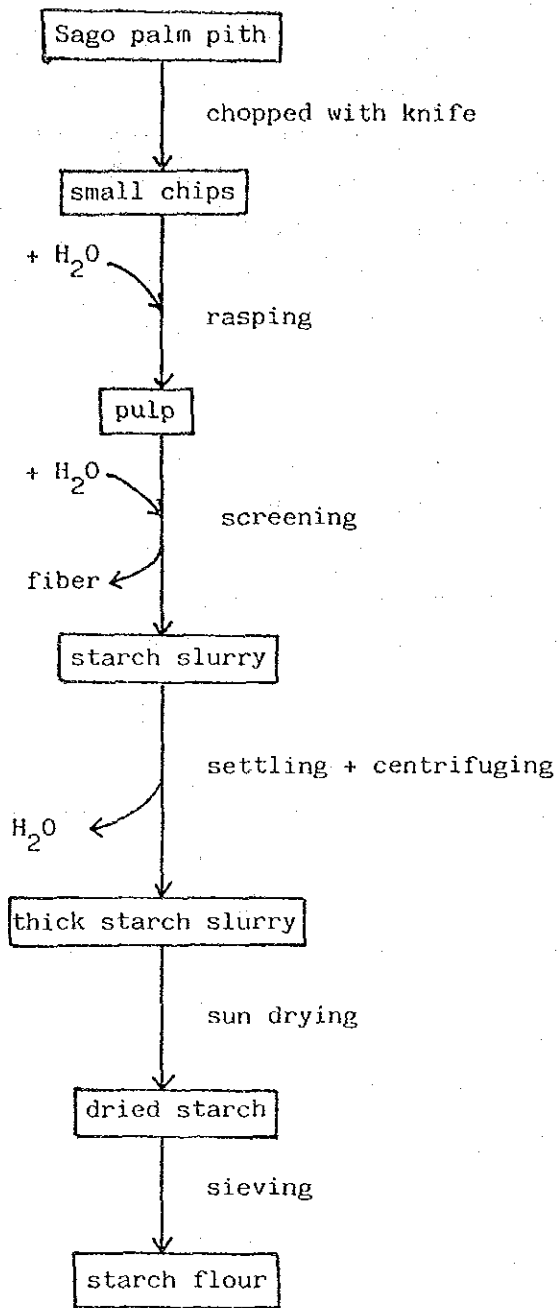 Sago palm pith
chopped with knife
small chips
+ H₂O
rasping
pulp
+ H₂O
screening
fiber
starch slurry
settling + centrifuging
H₂O
thick starch slurry
sun drying
dried starch
sieving
starch flour